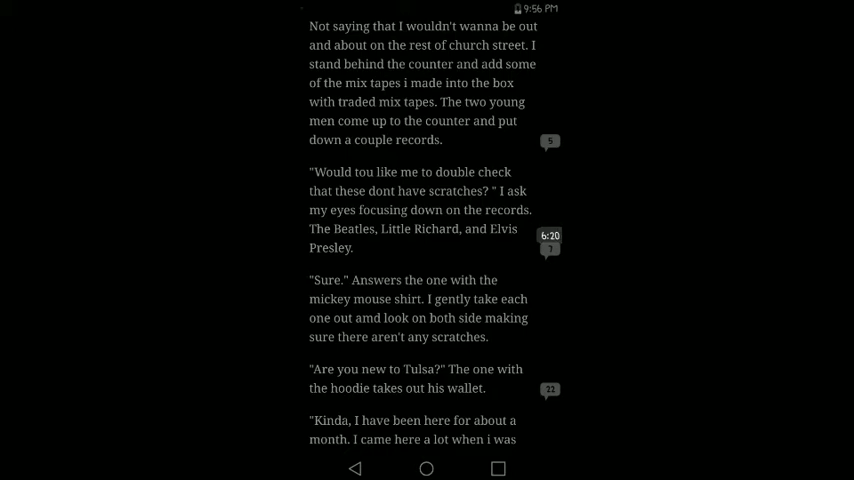 9:56 PM
Not saying that I wouldn't wanna be out
and about on the rest of church street. I
stand behind the counter and add some
of the mix tapes i made into the box
with traded mix tapes. The two young
men come up to the counter and put
down a couple records.
5
"Would tou like me to double check
that these dont have scratches? " I ask
my eyes focusing down on the records.
The Beatles, Little Richard, and Elvis
6:20
Presley.
7
"Sure." Answers the one with the
mickey mouse shirt. I gently take each
one out amd look on both side making
sure there aren't any scratches.
"Are you new to Tulsa?" The one with
the hoodie takes out his wallet.
22
"Kinda, I have been here for about a
month. I came here a lot when i was